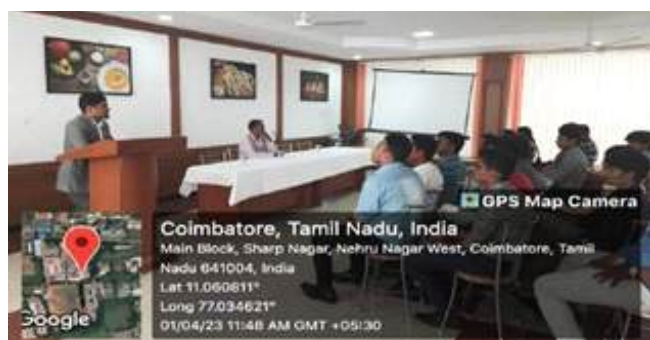 GPS Map Camera
Coimbatore, Tamil Nadu, India
Main Block, Sharp Nagar, Nehru Nagar West, Coimbatore, Tamil
Nadu 641004, India
Lat 11.060811°
Long 77.034621°
01/04/23 11:48 AM GMT +05:30
Google